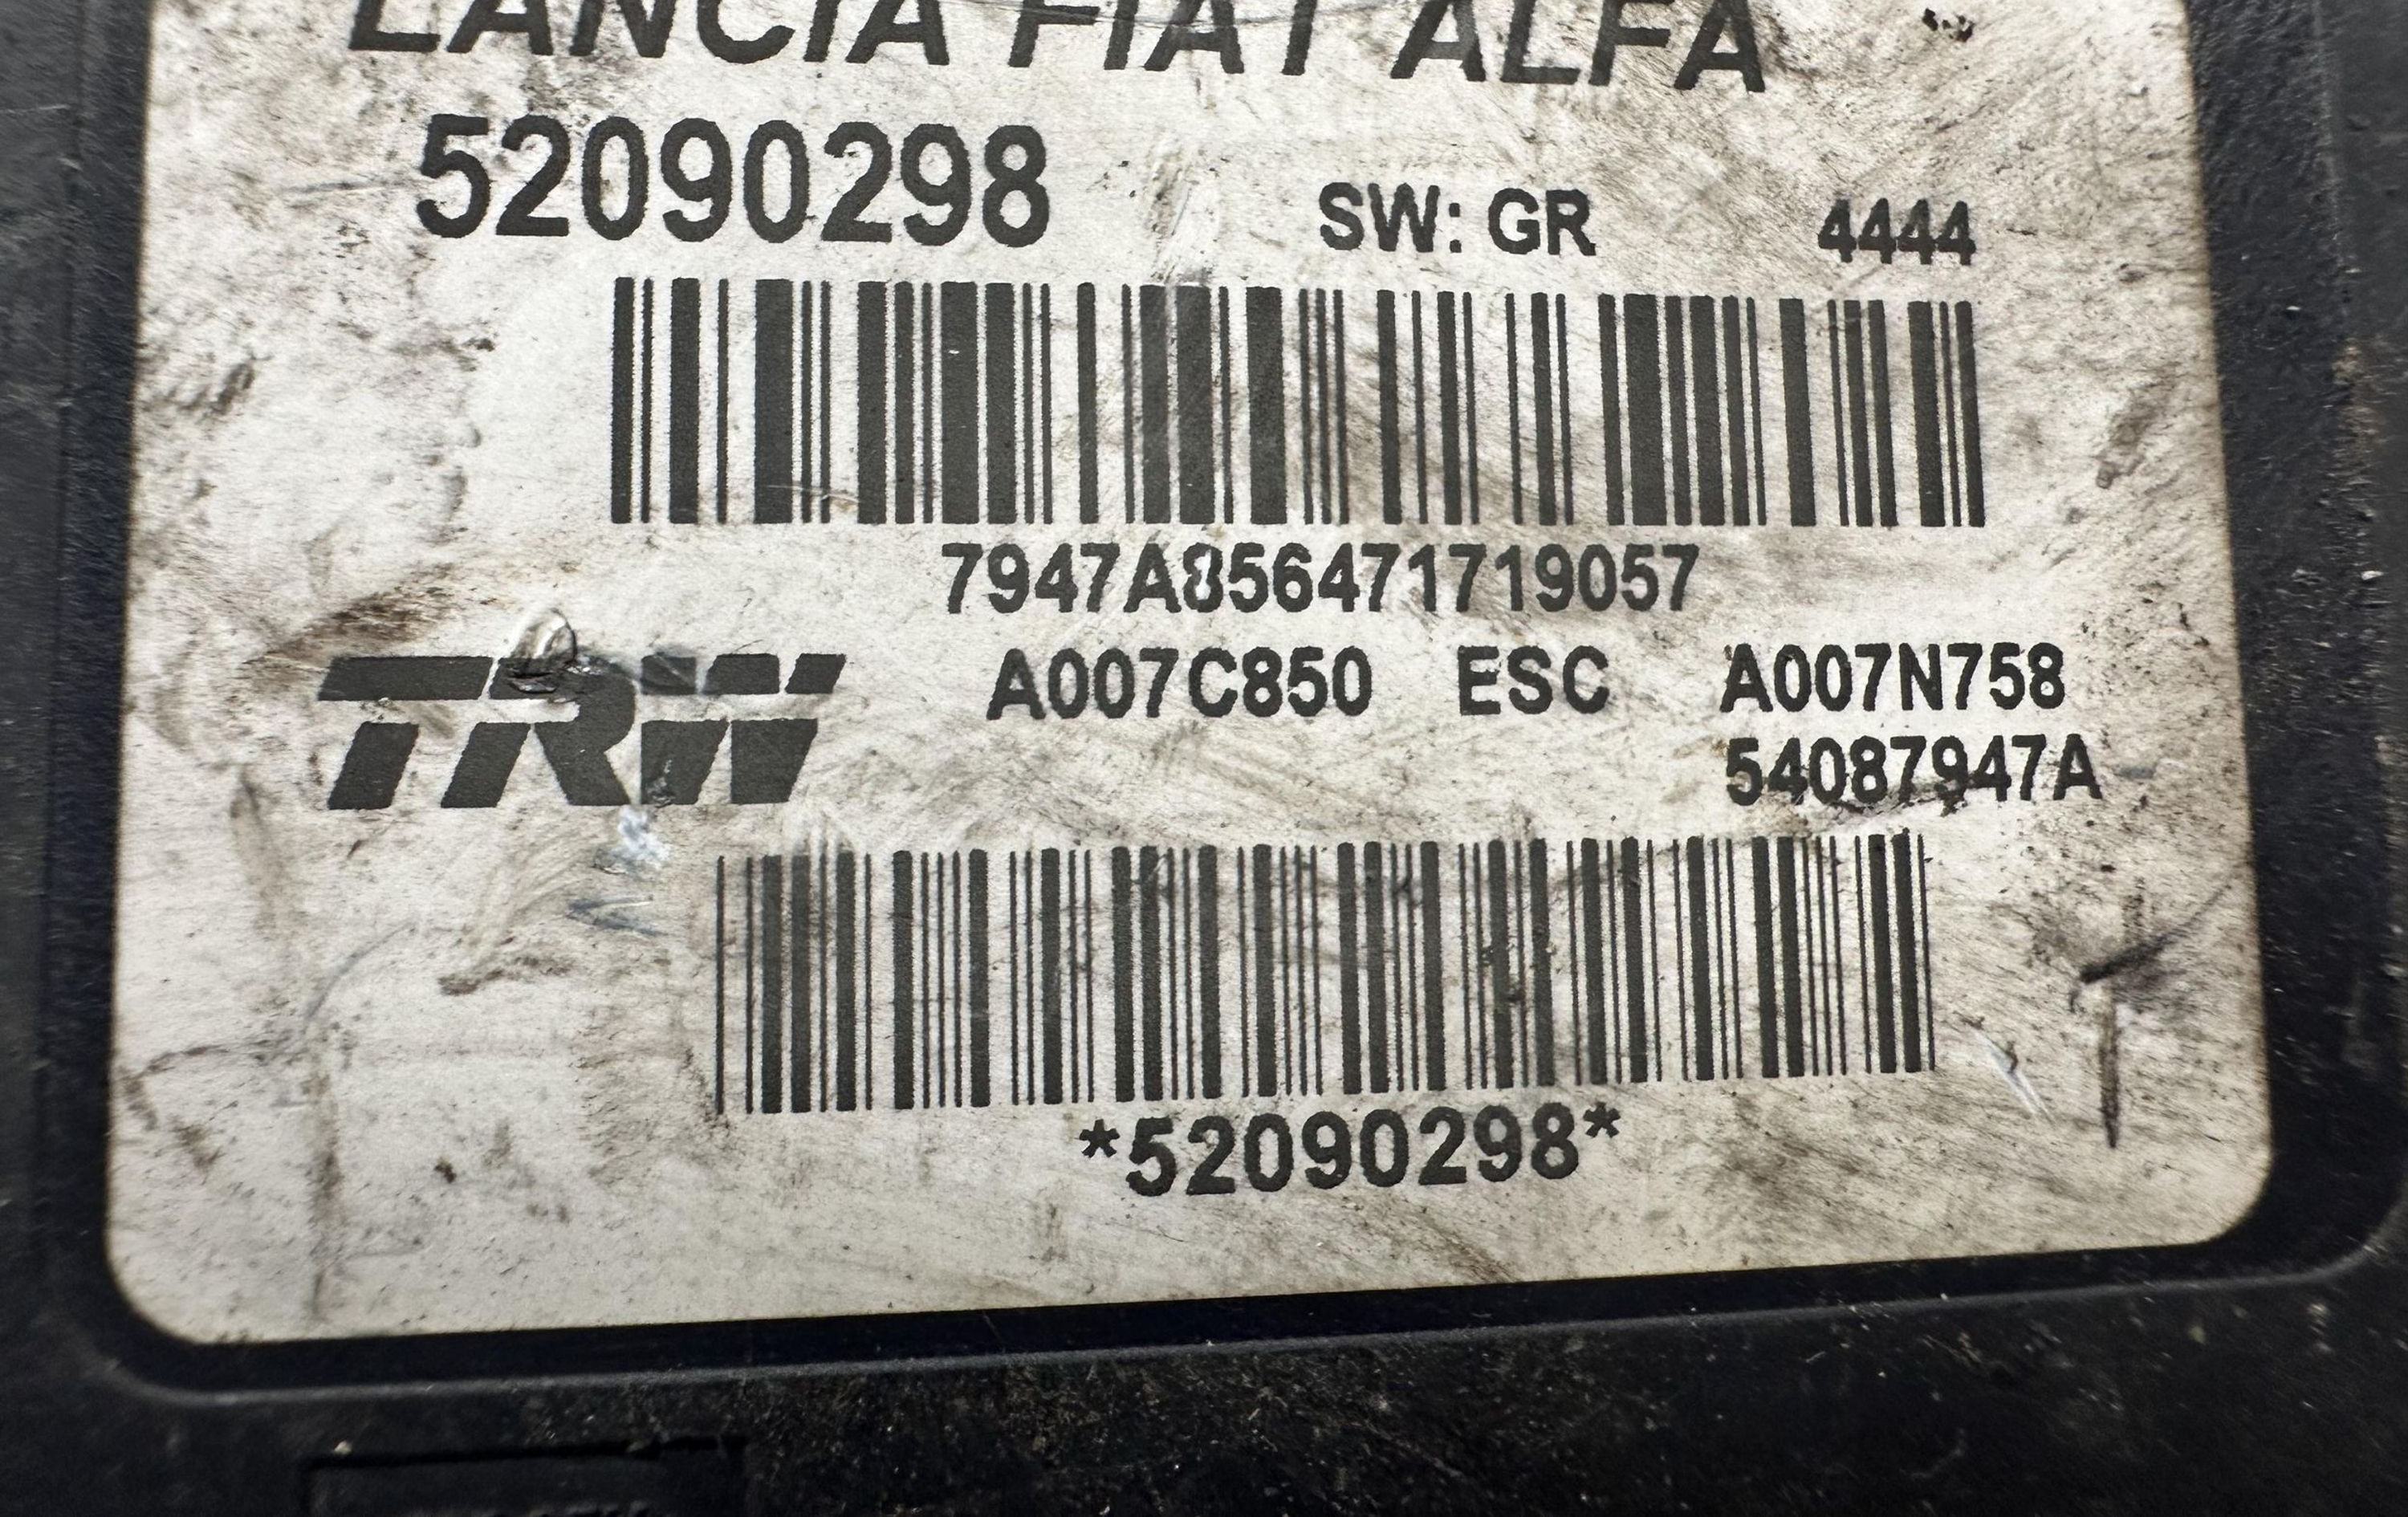 LANCIA FIAT ALFA
52090298 SW: GR 4444
7947A856471719057
TRW A007C850 ESC A007N758
54087947A
*52090298*